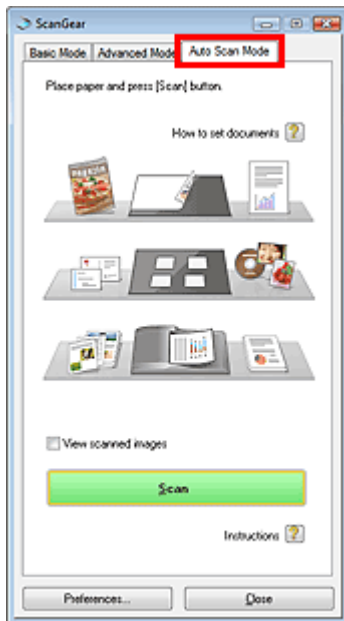 ScanGear
Basic Mode Advanced Mode Auto Scan Mode
Place paper and press [Scan] button.
How to set documents
View scanned images
Scan
Instructions
Preferences... Close